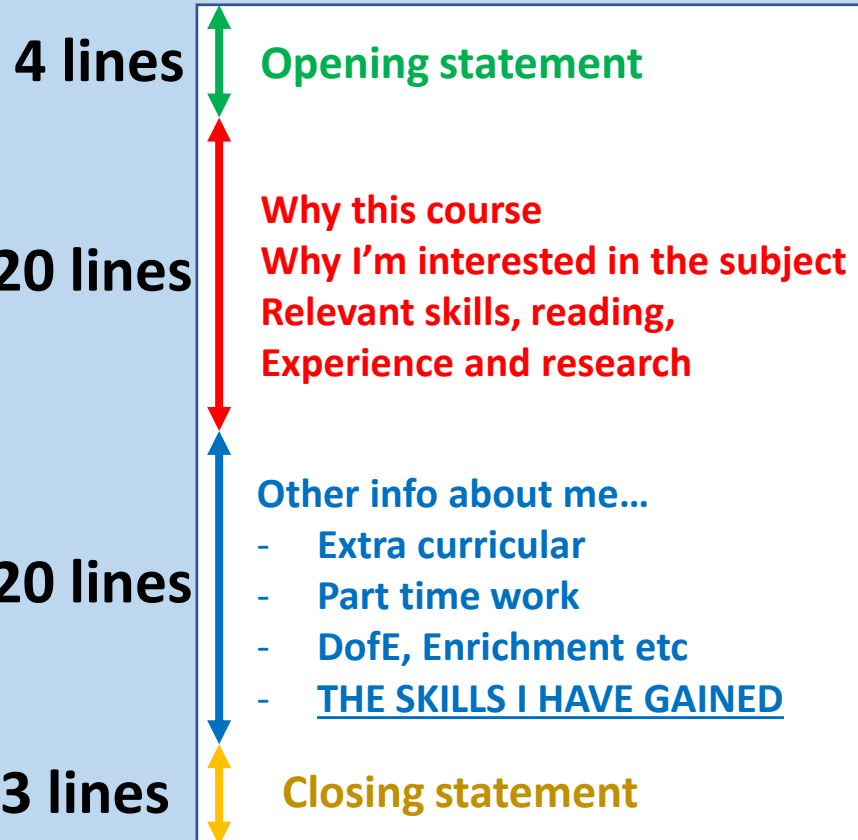 4 lines
Opening statement
20 lines
Why this course
Why I'm interested in the subject
Relevant skills, reading,
Experience and research
20 lines
Other info about me…
- Extra curricular
- Part time work
- DofE, Enrichment etc
- THE SKILLS I HAVE GAINED
3 lines
Closing statement